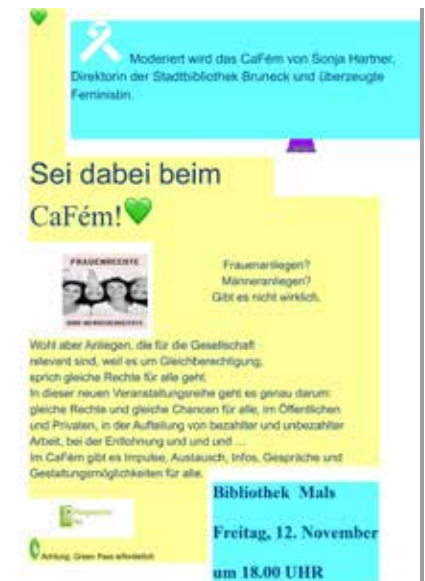 Moderiert wird das CaFém von Sonja Hartner,
Direktorin der Stadtbibliothek Bruneck und überzeugte
Feministin.
Sei dabei beim
CaFém!
FRAUENRECHTE
SIND MENSCHENRECHTE
Frauenanliegen?
Männeranliegen?
Gibt es nicht wirklich.
Wohl aber Anliegen, die für die Gesellschaft
relevant sind, weil es um Gleichberechtigung,
sprich gleiche Rechte für alle geht.
In dieser neuen Veranstaltungsreihe geht es genau darum:
gleiche Rechte und gleiche Chancen für alle, im Öffentlichen
und Privaten, in der Aufteilung von bezahlter und unbezahlter
Arbeit, bei der Entlohnung und und und ...
Im CaFém gibt es Impulse, Austausch, Infos, Gespräche und
Gestaltungsmöglichkeiten für alle.
Bibliothek Mals
Freitag, 12. November
um 18.00 UHR
Achtung: Green Pass erforderlich